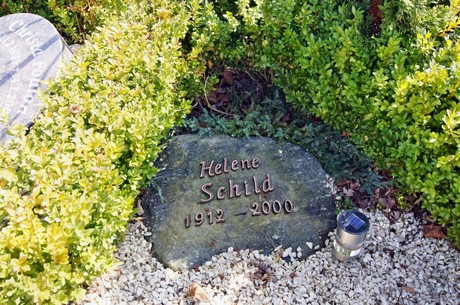 Helene
Schild
1912 – 2000